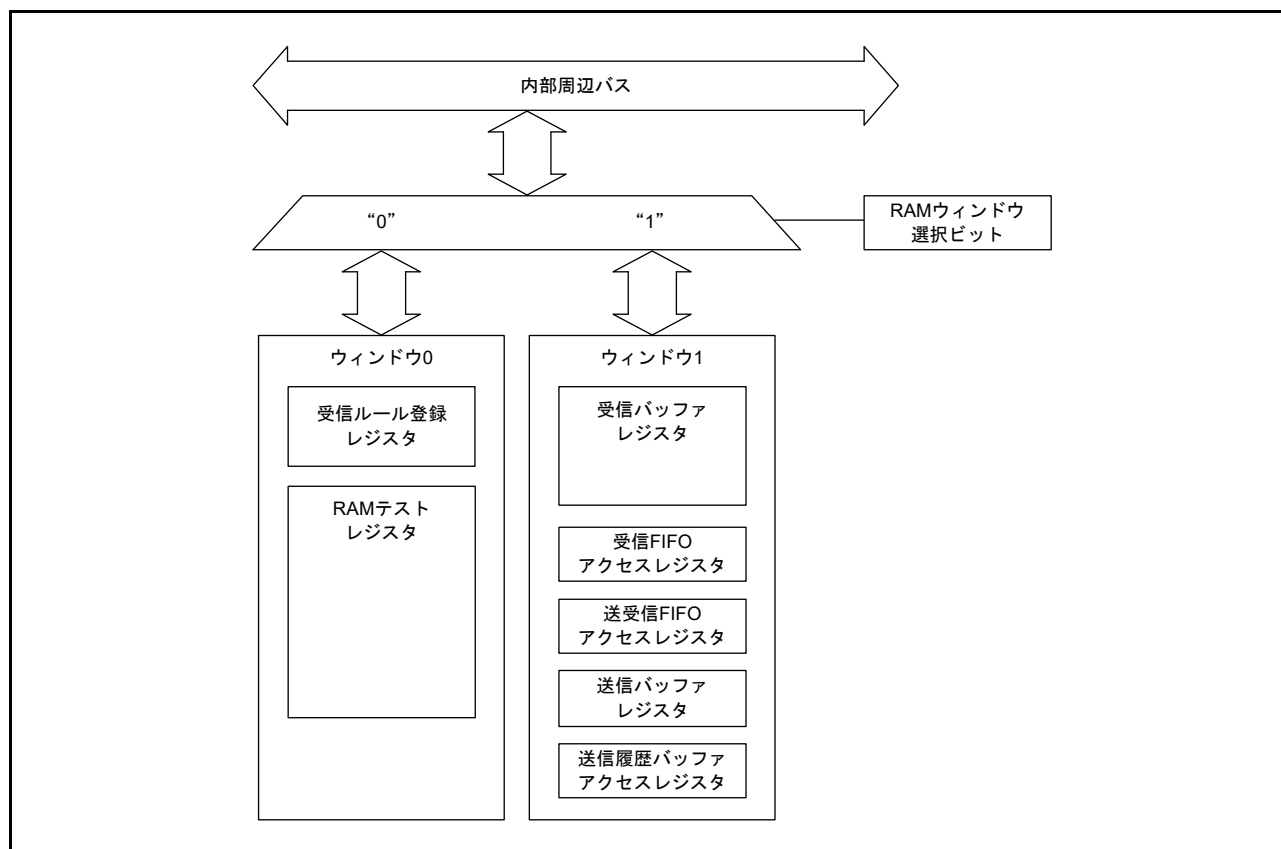 内部周辺バス
“0”
“1”
RAMウィンドウ
選択ビット
ウィンドウ0
受信ルール登録
レジスタ
RAMテスト
レジスタ
ウィンドウ1
受信バッファ
レジスタ
受信FIFO
アクセスレジスタ
送受信FIFO
アクセスレジスタ
送信バッファ
レジスタ
送信履歴バッファ
アクセスレジスタ